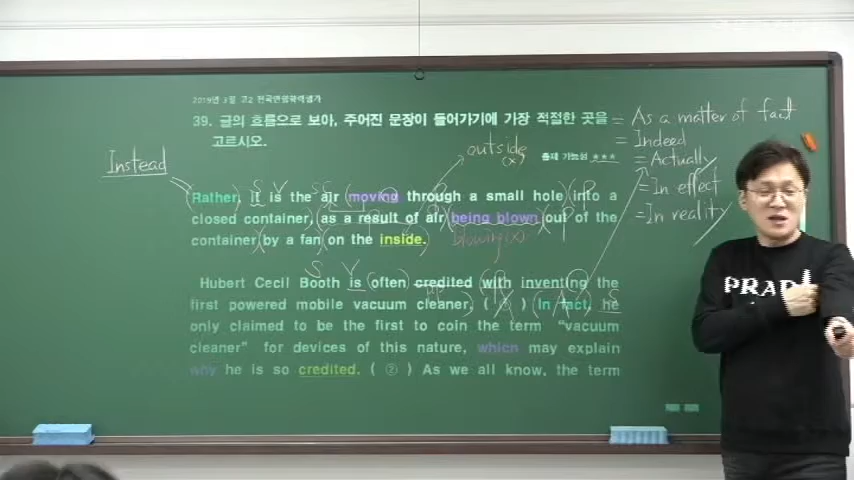 2019년 3월 고2 전국연합학력평가
39. 글의 흐름으로 보아, 주어진 문장이 들어가기에 가장 적절한 곳을
고르시오.
출제 가능성 ★★★
outside
(×)
= As a matter of fact
= Indeed
= Actually
= In effect
= In reality
Instead
Rather, it is the air moving through a small hole into a
closed container, as a result of air being blown out of the
container by a fan on the inside.
blowing(×)
Hubert Cecil Booth is often credited with inventing the
first powered mobile vacuum cleaner. ( ① ) In fact, he
only claimed to be the first to coin the term "vacuum
cleaner" for devices of this nature, which may explain
why he is so credited. ( ② ) As we all know, the term
PRADA